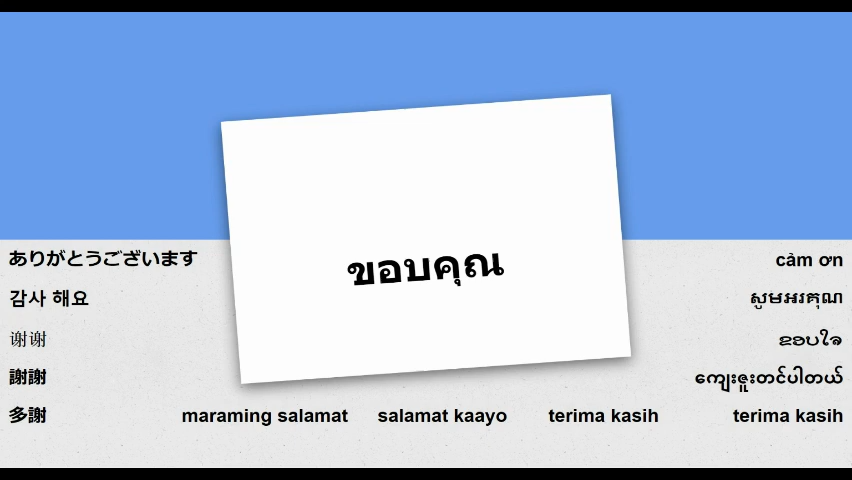 ขอบคุณ
ありがとうございます
cảm ơn
감사 해요
សូមអរគុណ
谢谢
ຂອບໃຈ
謝謝
ကျေးဇူးတင်ပါတယ်
多謝 maraming salamat salamat kaayo terima kasih terima kasih